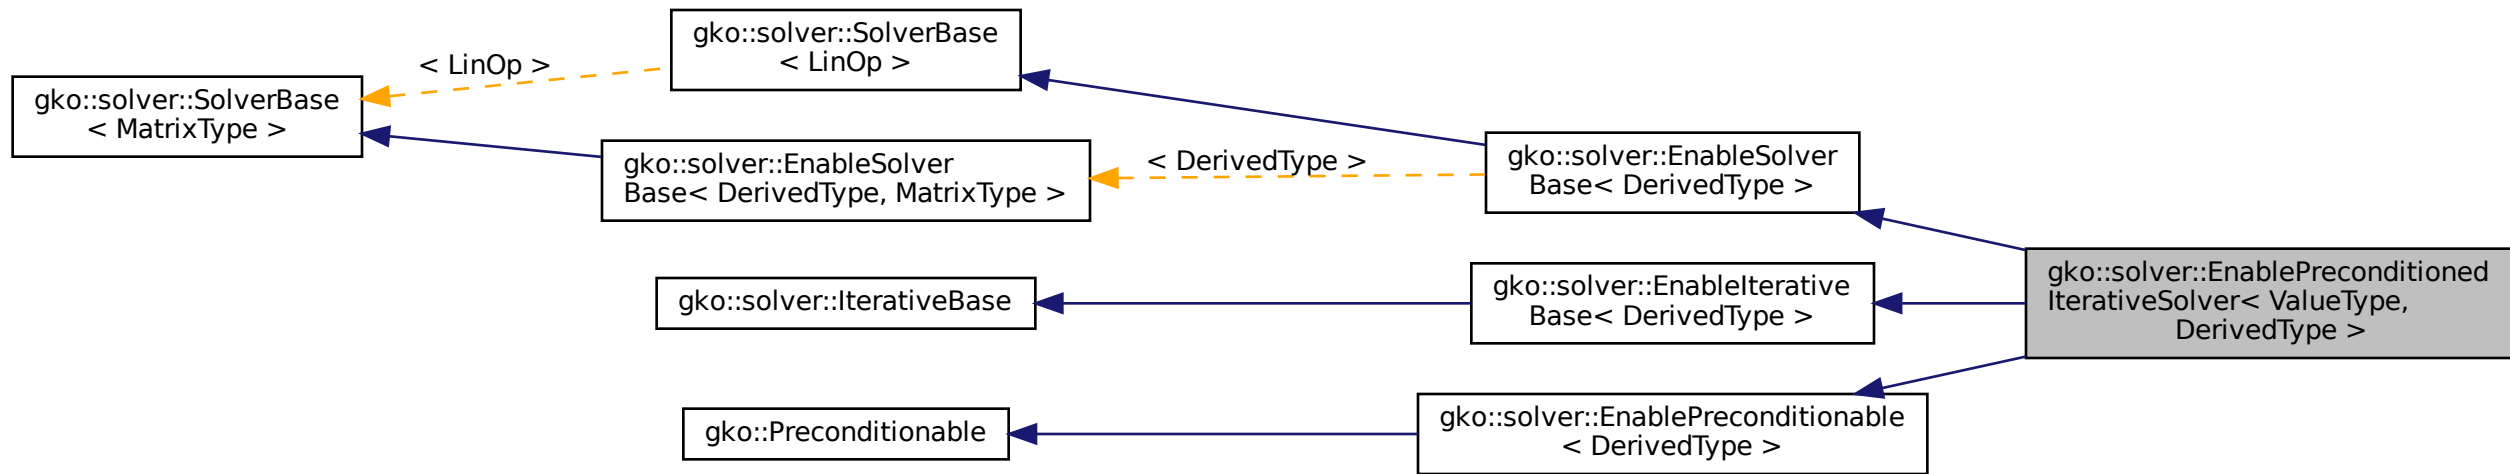 gko::solver::SolverBase
< MatrixType >
< LinOp >
gko::solver::SolverBase
< LinOp >
gko::solver::EnableSolver
Base< DerivedType, MatrixType >
< DerivedType >
gko::solver::EnableSolver
Base< DerivedType >
gko::solver::IterativeBase
gko::solver::EnableIterative
Base< DerivedType >
gko::Preconditionable
gko::solver::EnablePreconditionable
< DerivedType >
gko::solver::EnablePreconditioned
IterativeSolver< ValueType,
DerivedType >